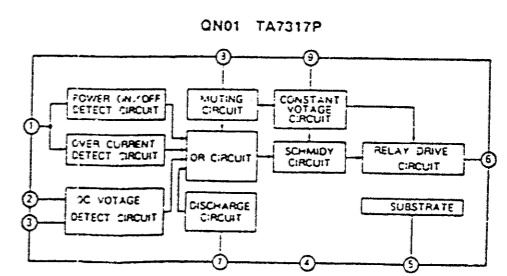 QN01 TA7317P
8
9
POWER ON/OFF
DETECT CIRCUIT
MUTING
CIRCUIT
CONSTANT
VOTAGE
CIRCUIT
1
OVER CURRENT
DETECT CIRCUIT
OR CIRCUIT
SCHMIDY
CIRCUIT
RELAY DRIVE
CIRCUIT
6
2
3
DC VOTAGE
DETECT CIRCUIT
DISCHARGE
CIRCUIT
SUBSTRATE
7
4
5